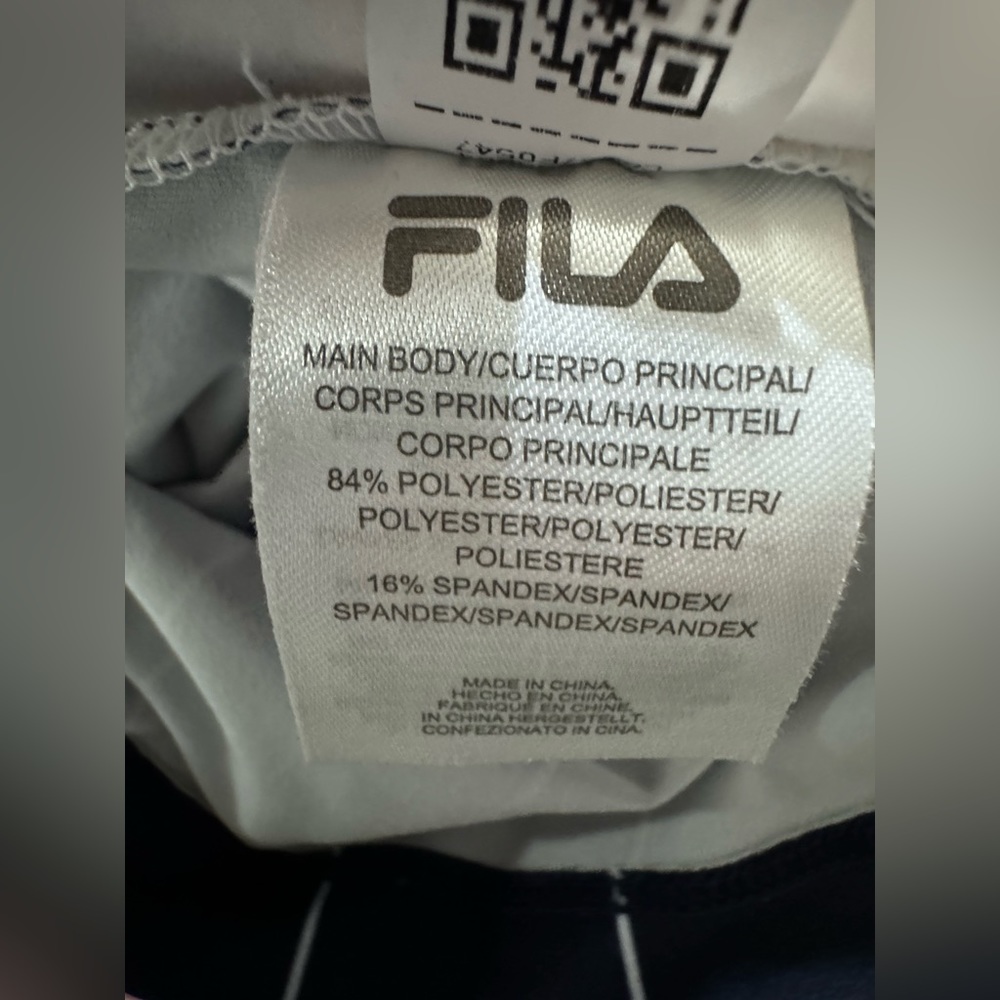 FILA
MAIN BODY/CUERPO PRINCIPAL/
CORPS PRINCIPAL/HAUPTTEIL/
CORPO PRINCIPALE
84% POLYESTER/POLIESTER/
POLYESTER/POLYESTER/
POLIESTERE
16% SPANDEX/SPANDEX/
SPANDEX/SPANDEX/SPANDEX
MADE IN CHINA.
HECHO EN CHINA.
FABRIQUÉ EN CHINE.
IN CHINA HERGESTELLT.
CONFEZIONATO IN CINA.